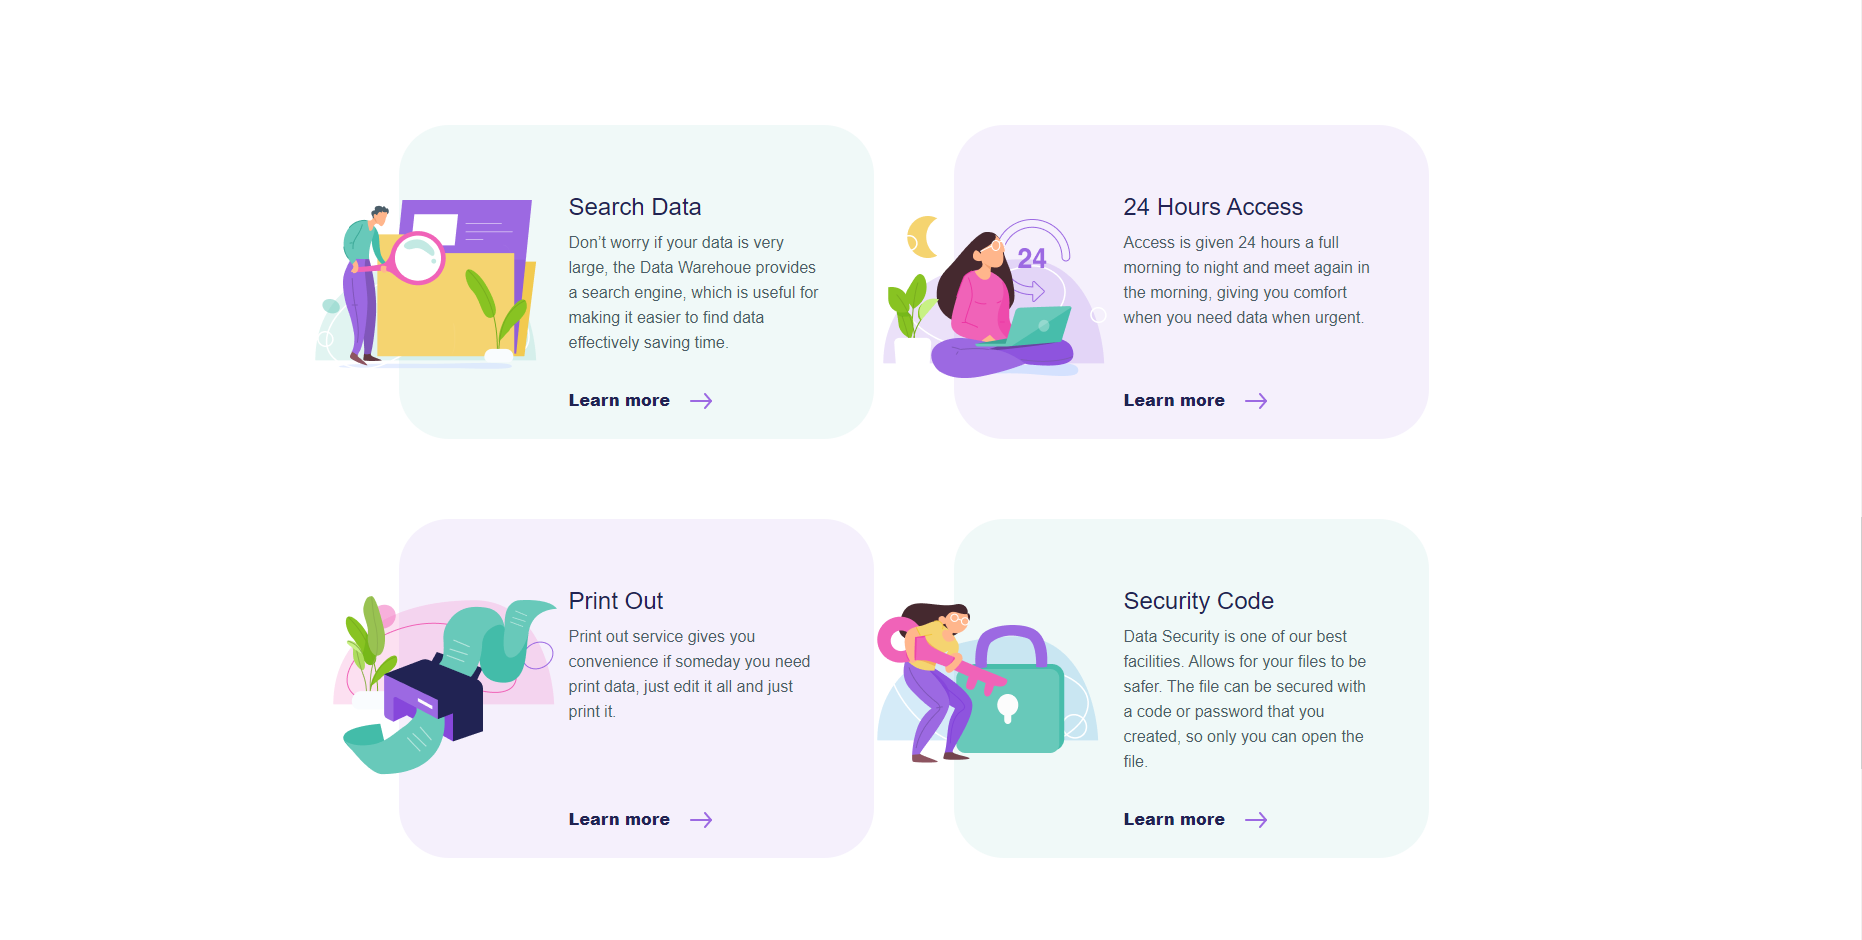 Search Data
Don’t worry if your data is very
large, the Data Warehoue provides
a search engine, which is useful for
making it easier to find data
effectively saving time.
Learn more
24 Hours Access
Access is given 24 hours a full
morning to night and meet again in
the morning, giving you comfort
when you need data when urgent.
Learn more
24
Print Out
Print out service gives you
convenience if someday you need
print data, just edit it all and just
print it.
Learn more
Security Code
Data Security is one of our best
facilities. Allows for your files to be
safer. The file can be secured with
a code or password that you
created, so only you can open the
file.
Learn more